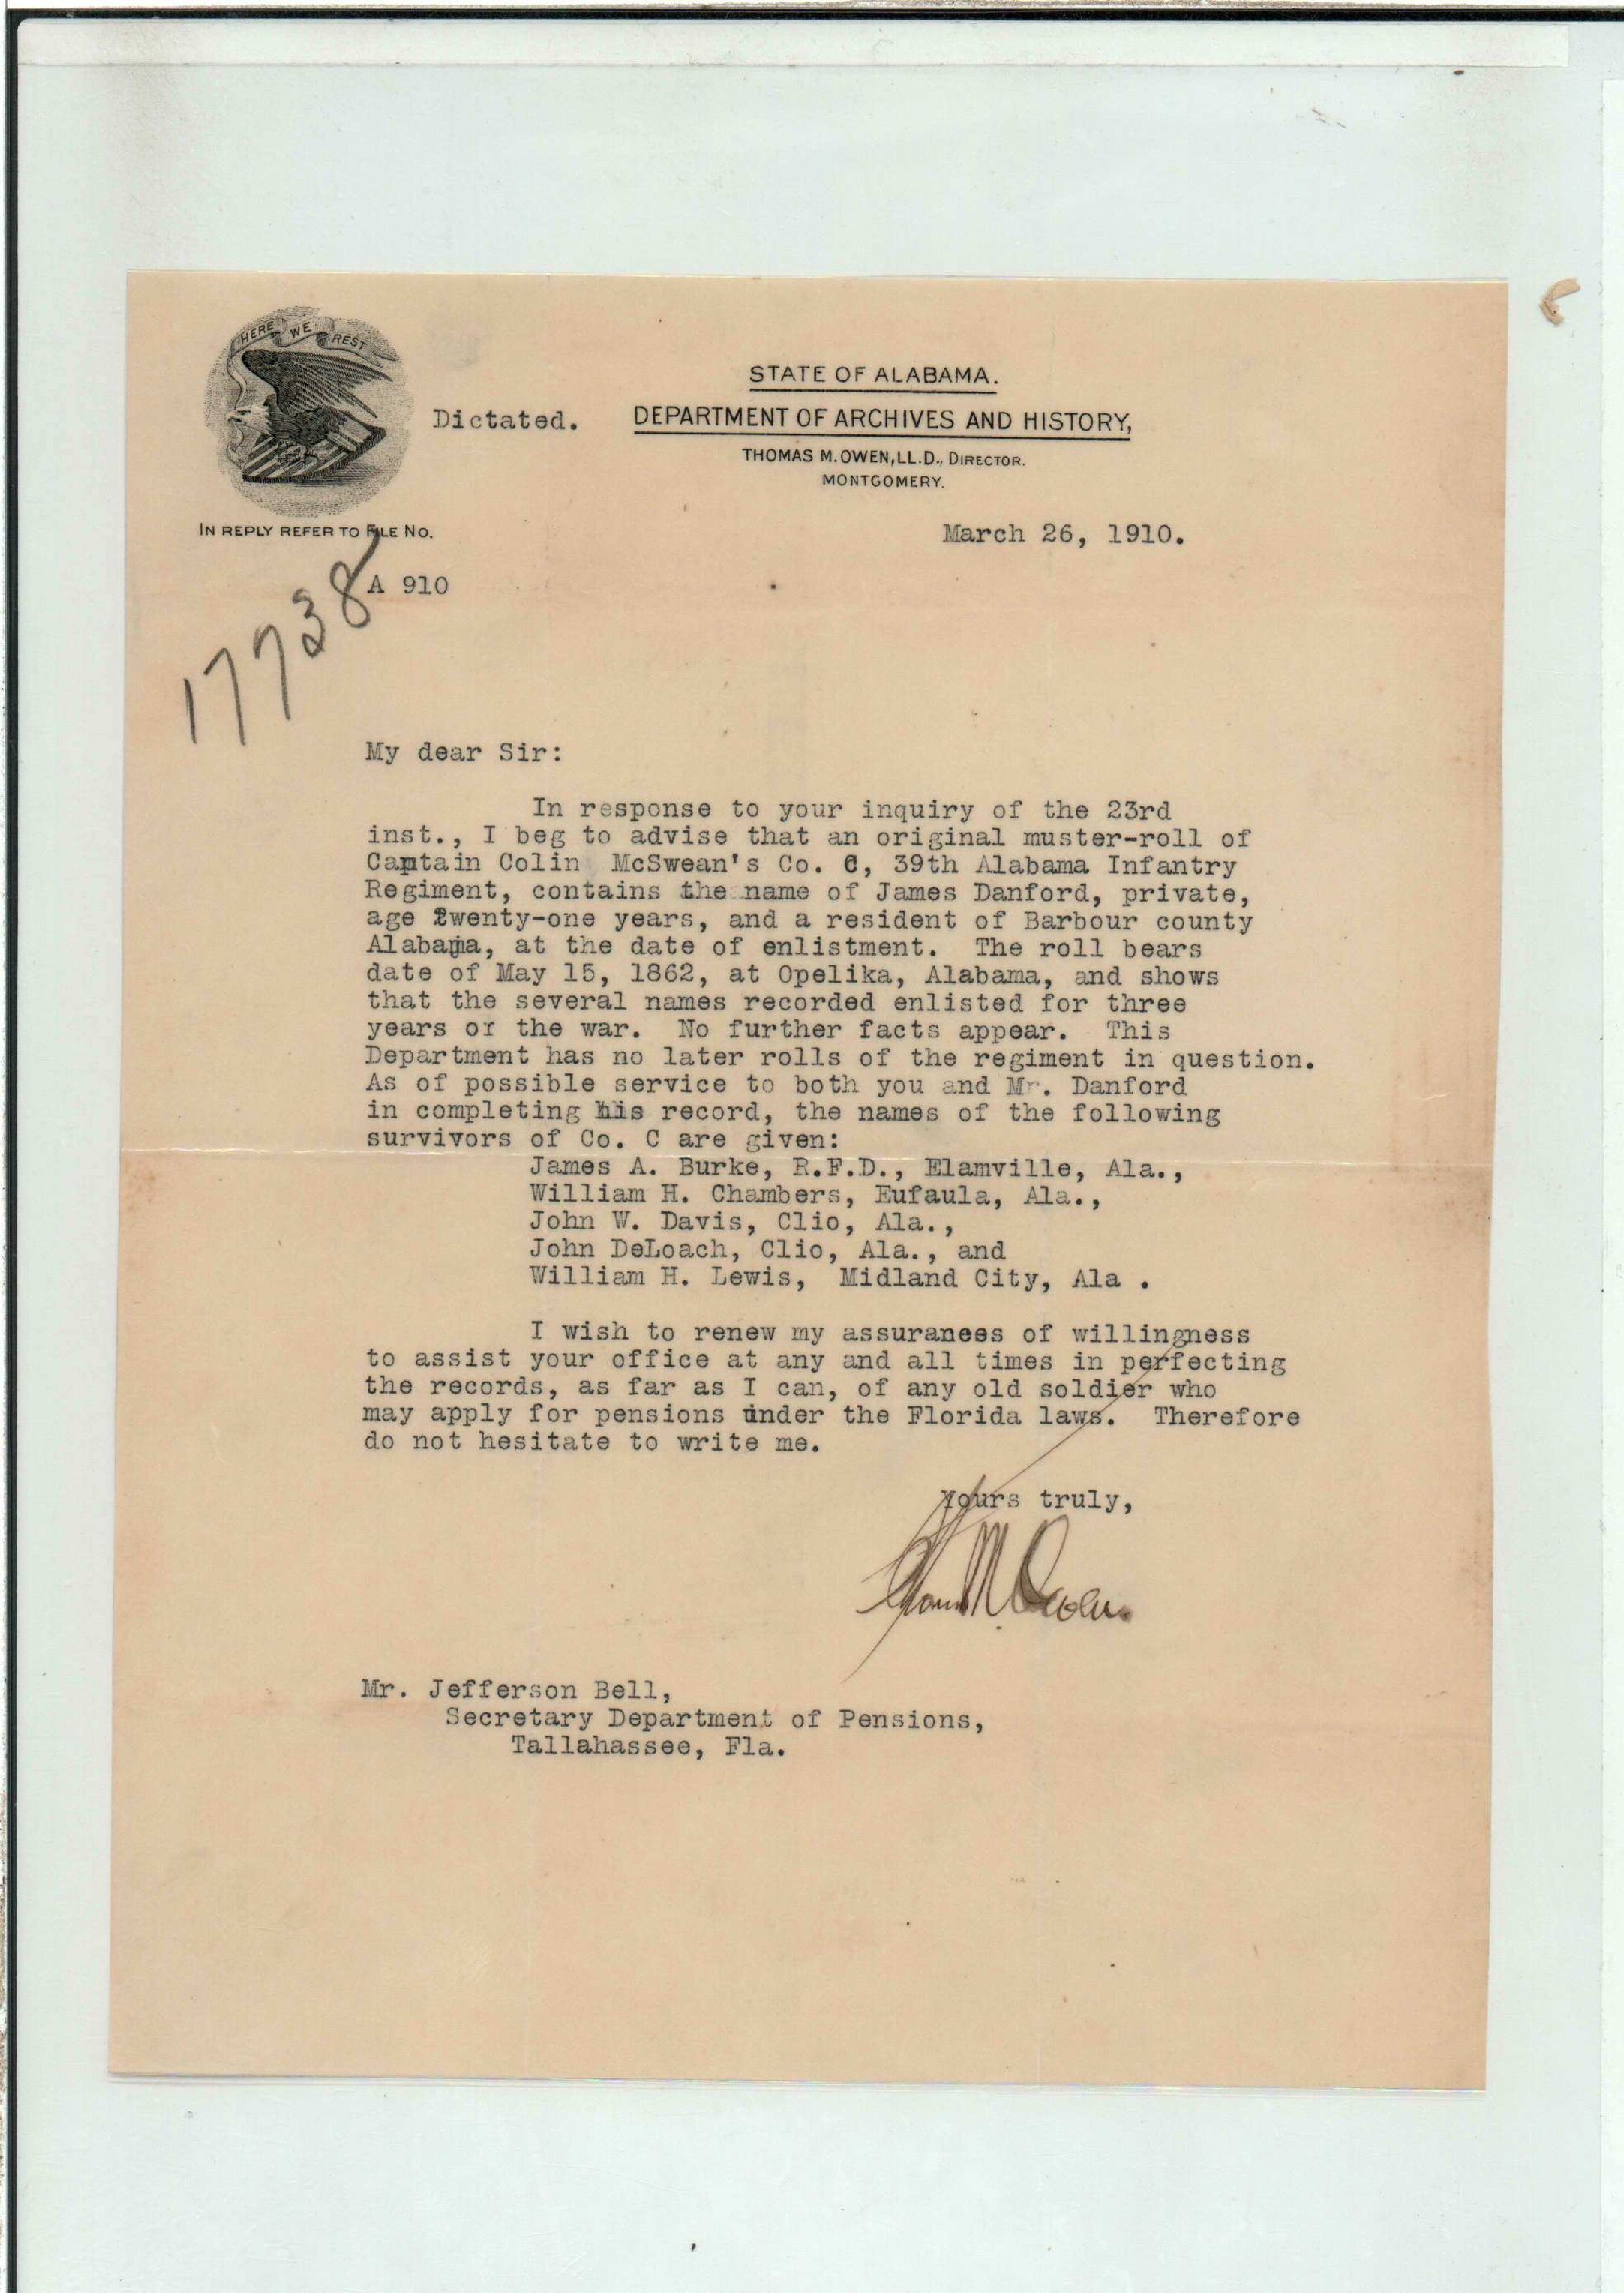 HERE WE REST
STATE OF ALABAMA.
Dictated. DEPARTMENT OF ARCHIVES AND HISTORY,
THOMAS M. OWEN, LL.D., DIRECTOR.
MONTGOMERY.
IN REPLY REFER TO FILE NO.
March 26, 1910.
A 910
17738
My dear Sir:
In response to your inquiry of the 23rd
inst., I beg to advise that an original muster-roll of
Captain Colin McSwean's Co. C, 39th Alabama Infantry
Regiment, contains the name of James Danford, private,
age twenty-one years, and a resident of Barbour county
Alabama, at the date of enlistment. The roll bears
date of May 15, 1862, at Opelika, Alabama, and shows
that the several names recorded enlisted for three
years or the war. No further facts appear. This
Department has no later rolls of the regiment in question.
As of possible service to both you and Mr. Danford
in completing his record, the names of the following
survivors of Co. C are given:
James A. Burke, R.F.D., Elamville, Ala.,
William H. Chambers, Eufaula, Ala.,
John W. Davis, Clio, Ala.,
John DeLoach, Clio, Ala., and
William H. Lewis, Midland City, Ala .
I wish to renew my assurances of willingness
to assist your office at any and all times in perfecting
the records, as far as I can, of any old soldier who
may apply for pensions under the Florida laws. Therefore
do not hesitate to write me.
Yours truly,
Thomas M. Owen.
Mr. Jefferson Bell,
Secretary Department of Pensions,
Tallahassee, Fla.